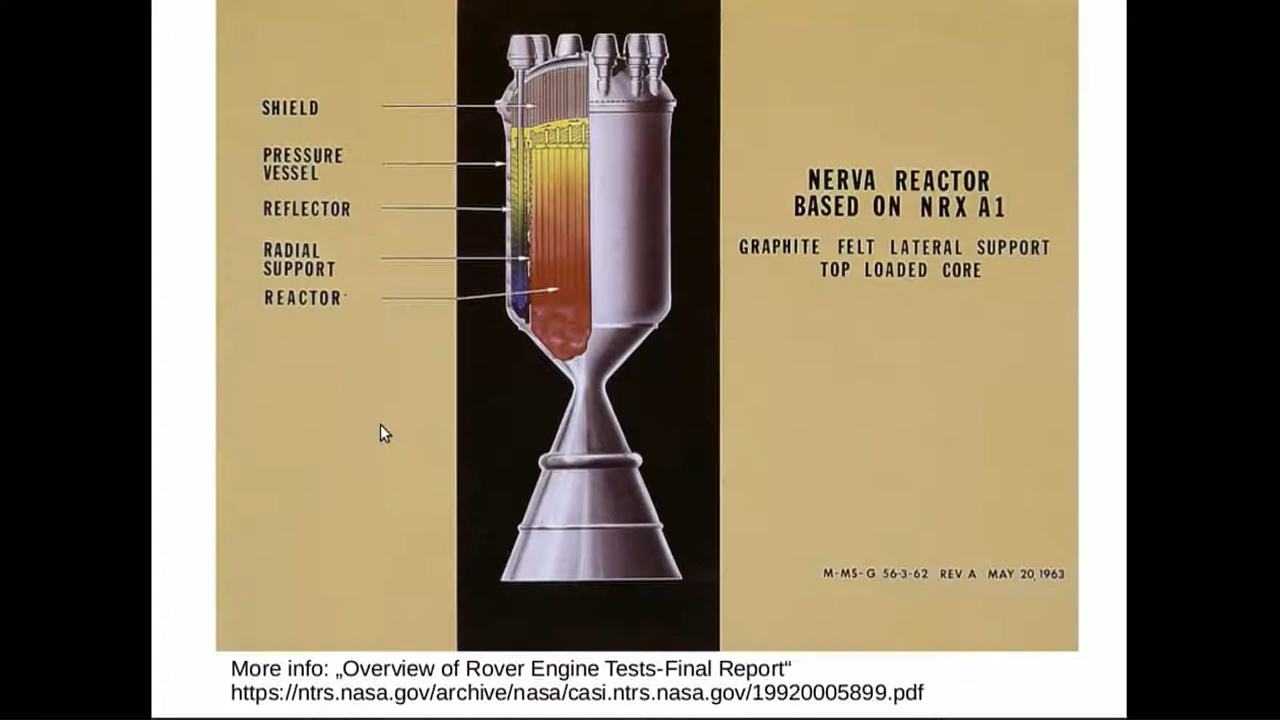 SHIELD
PRESSURE
VESSEL
REFLECTOR
RADIAL
SUPPORT
REACTOR
NERVA REACTOR
BASED ON NRX A1
GRAPHITE FELT LATERAL SUPPORT
TOP LOADED CORE
M-MS-G 56-3-62 REV A MAY 20, 1963
More info: „Overview of Rover Engine Tests-Final Report“
https://ntrs.nasa.gov/archive/nasa/casi.ntrs.nasa.gov/19920005899.pdf